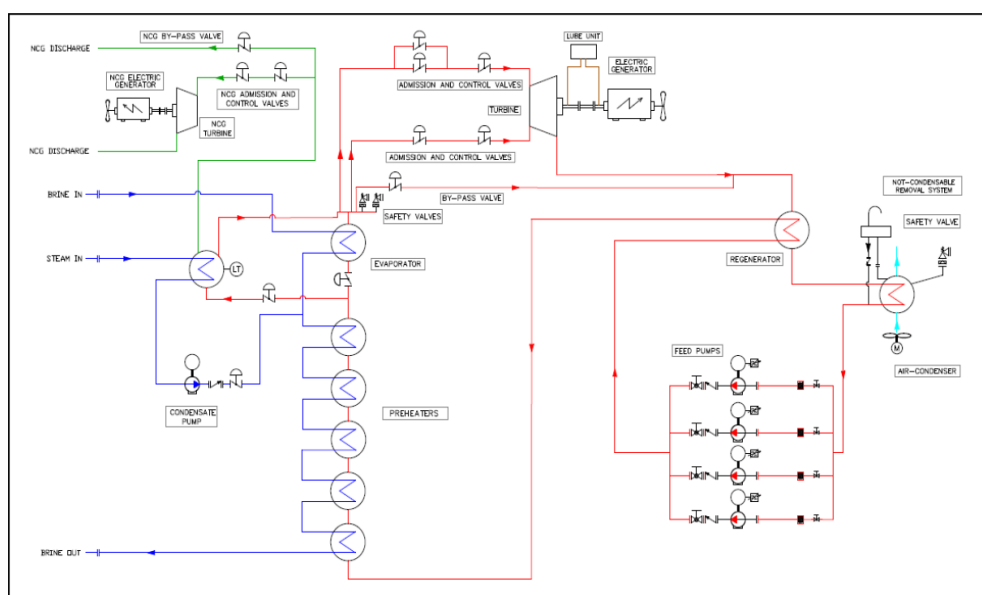 NCG BY-PASS VALVE
NCG DISCHARGE
NCG ELECTRIC
GENERATOR
NCG ADMISSION AND
CONTROL VALVES
NCG
TURBINE
NCG DISCHARGE
LUBE UNIT
ELECTRIC
GENERATOR
ADMISSION AND CONTROL VALVES
TURBINE
ADMISSION AND CONTROL VALVES
BRINE IN
BY-PASS VALVE
SAFETY VALVES
NOT-CONDENSABLE
REMOVAL SYSTEM
SAFETY VALVE
STEAM IN
LT
EVAPORATOR
REGENERATOR
M
AIR-CONDENSER
FEED PUMPS
CONDENSATE
PUMP
PREHEATERS
BRINE OUT